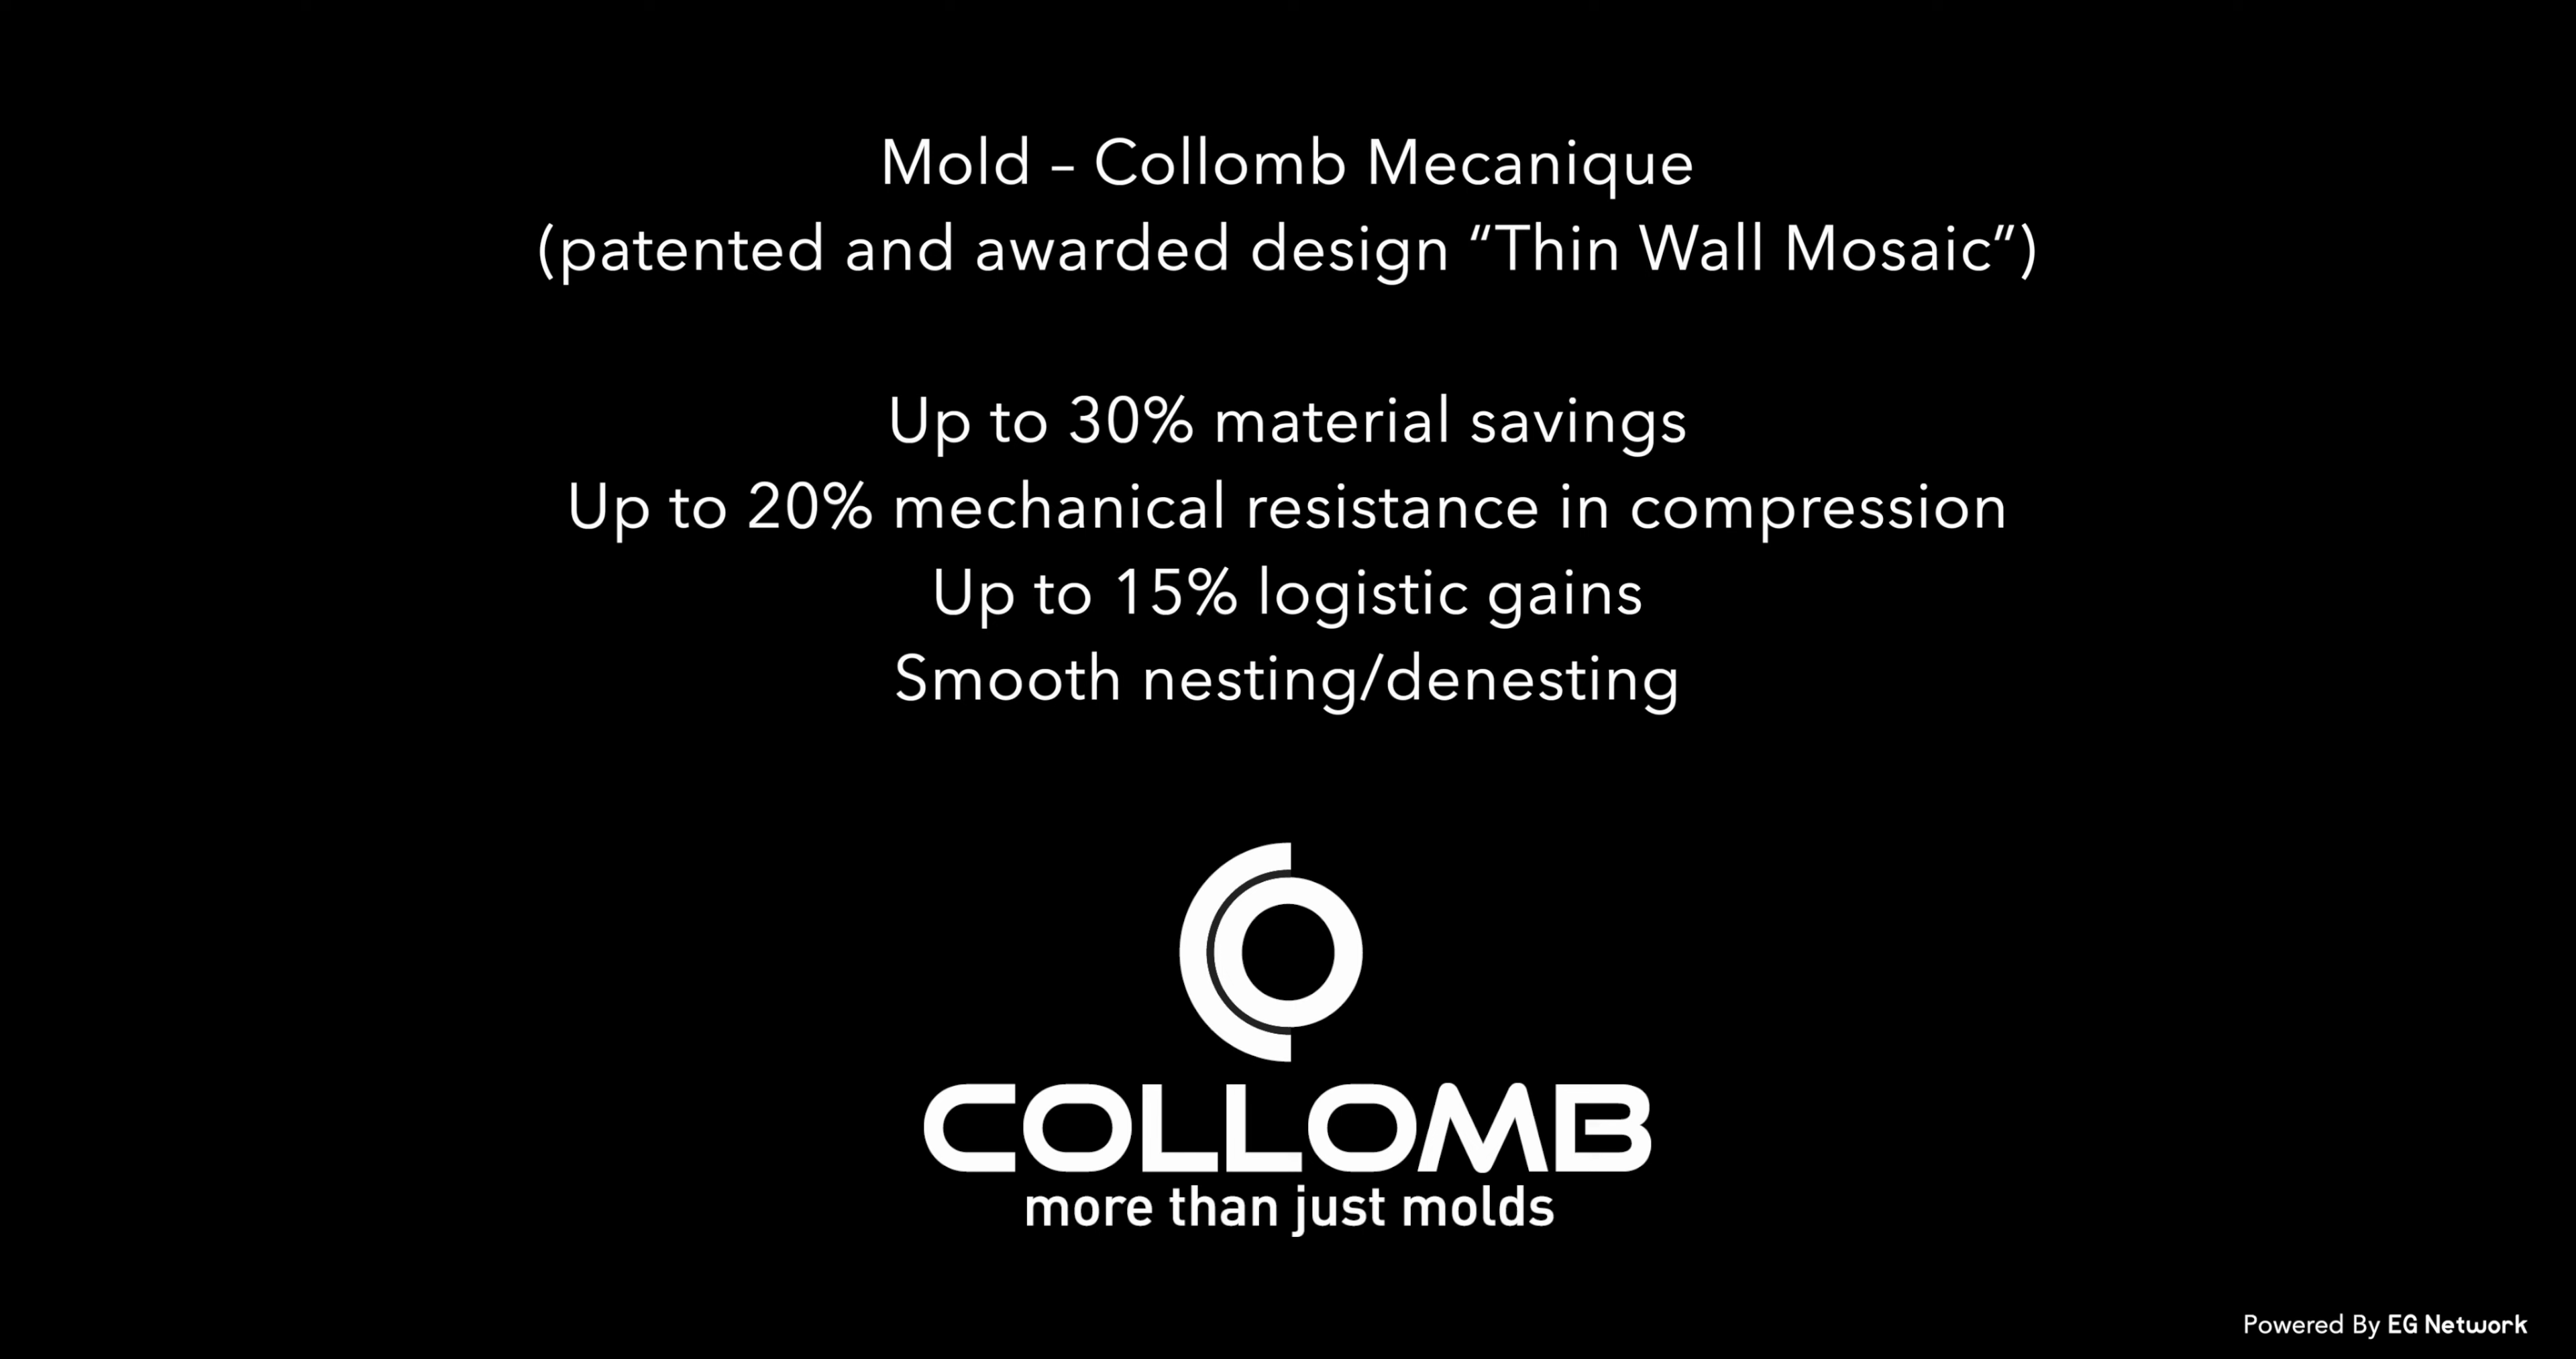 Mold – Collomb Mecanique
(patented and awarded design “Thin Wall Mosaic”)
Up to 30% material savings
Up to 20% mechanical resistance in compression
Up to 15% logistic gains
Smooth nesting/denesting
COLLOMB
more than just molds
Powered By EG Network